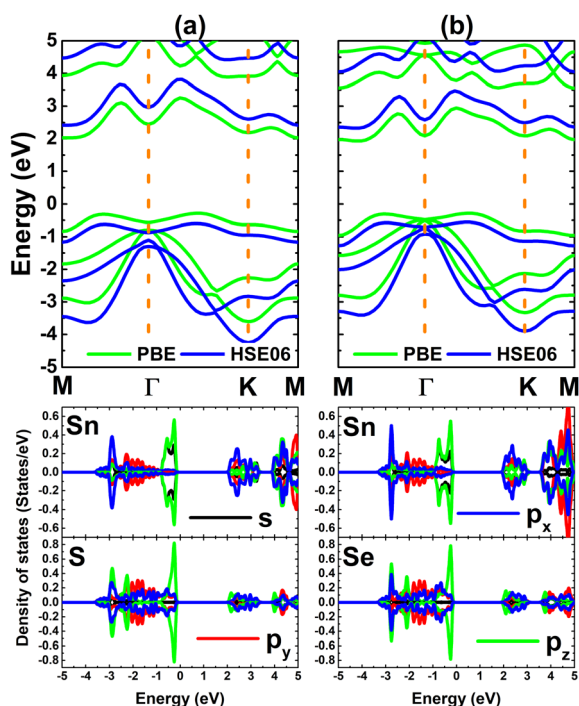 (a) (b)
Energy (eV)
5
4
3
2
1
0
-1
-2
-3
-4
-5
PBE HSE06 PBE HSE06
M Γ K M M Γ K M
Density of states (States/eV)
0.6
0.4
0.2
0.0
-0.2
-0.4
-0.6
Sn
s
Sn
pₓ
0.8
0.6
0.4
0.2
0.0
-0.2
-0.4
-0.6
-0.8
S
p_y
Se
p_z
-5 -4 -3 -2 -1 0 1 2 3 4 5 -4 -3 -2 -1 0 1 2 3 4 5
Energy (eV) Energy (eV)